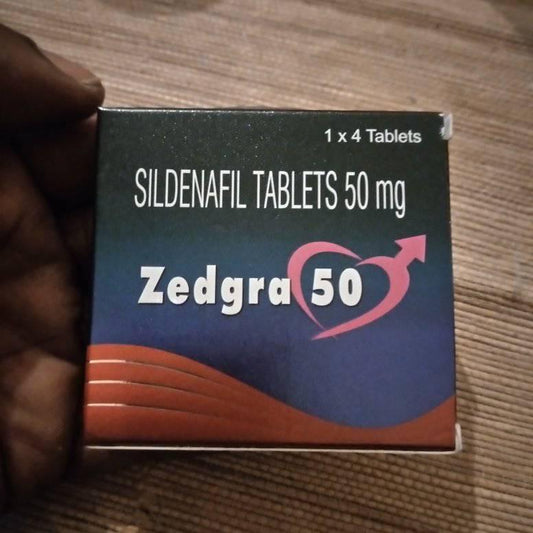 1 x 4 Tablets
SILDENAFIL TABLETS 50 mg
Zedgra 50